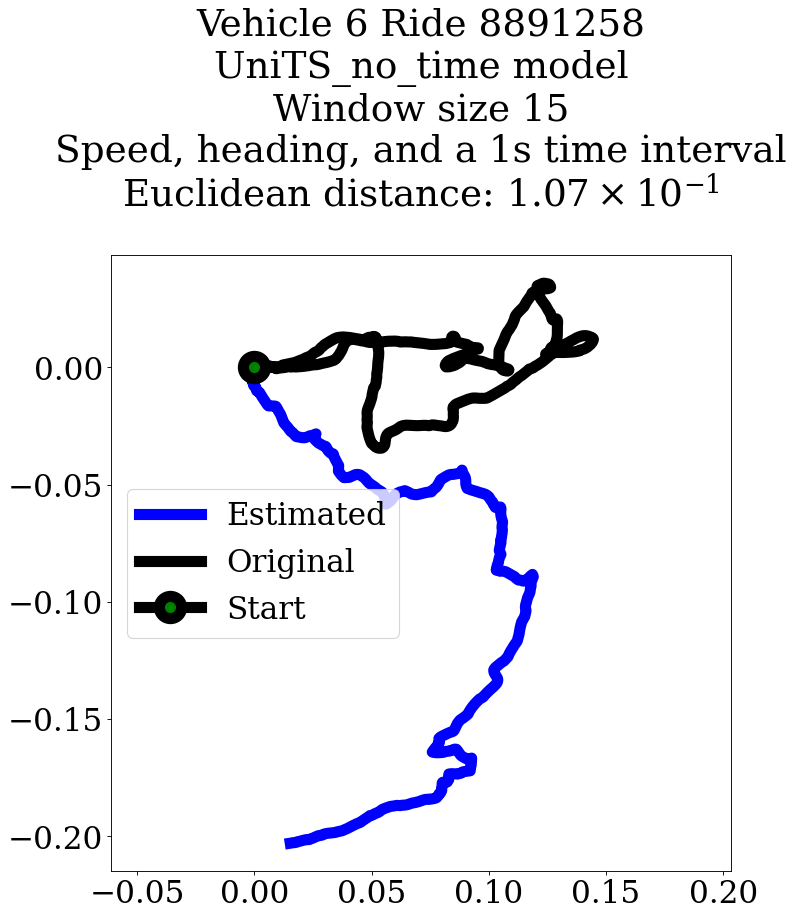 Vehicle 6 Ride 8891258
UniTS_no_time model
Window size 15
Speed, heading, and a 1s time interval
Euclidean distance: 1.07 × 10⁻¹
0.00
−0.05
−0.10
−0.15
−0.20
Estimated
Original
Start
−0.05 0.00 0.05 0.10 0.15 0.20